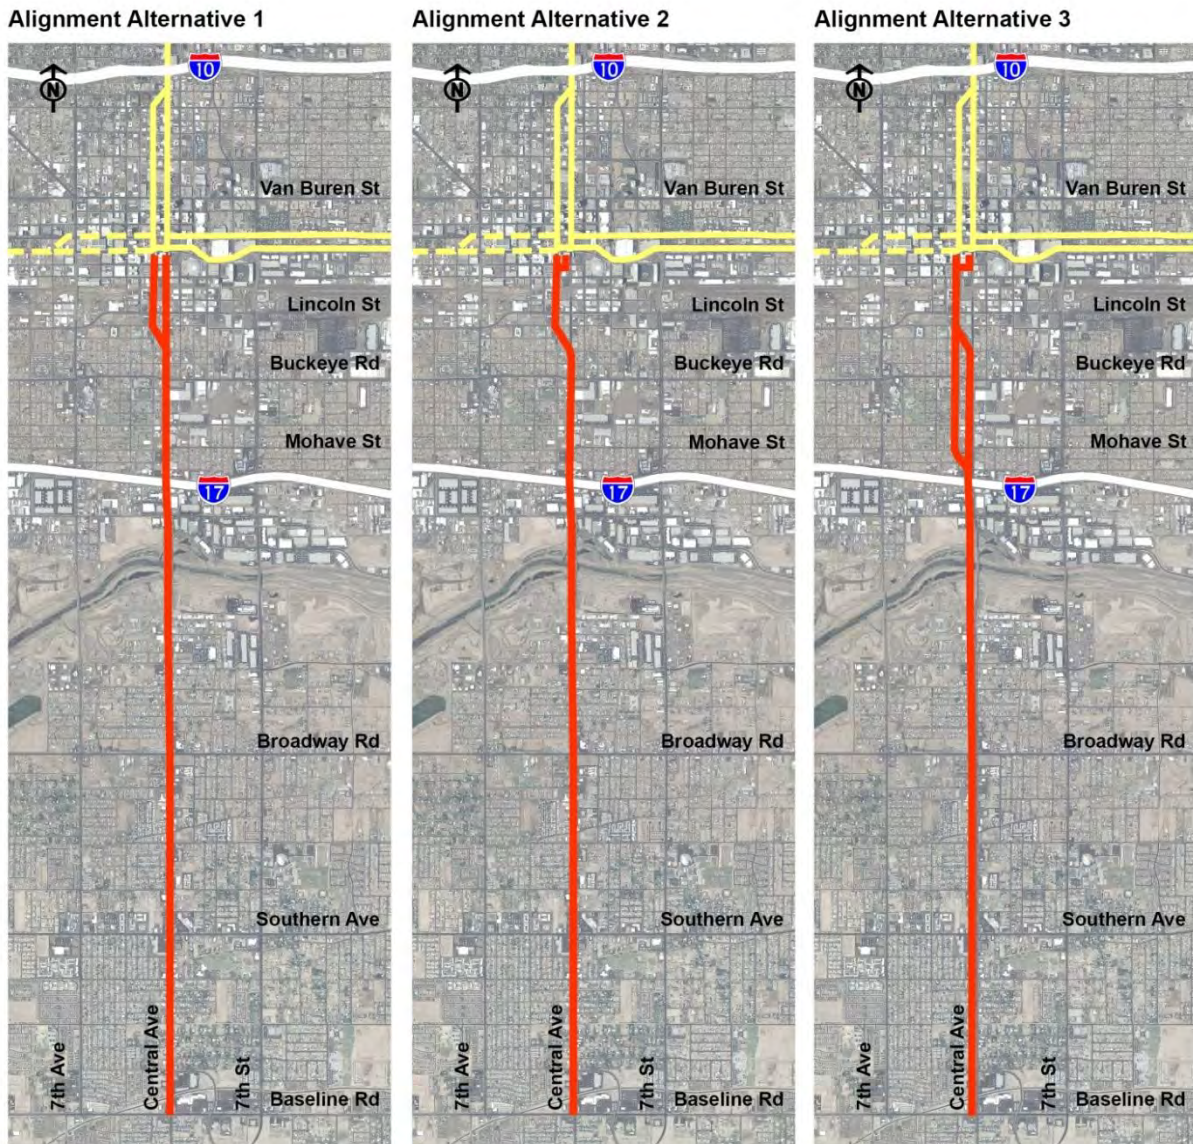 Alignment Alternative 1
N
10
Van Buren St
Lincoln St
Buckeye Rd
Mohave St
17
Broadway Rd
Southern Ave
7th Ave
Central Ave
7th St
Baseline Rd
Alignment Alternative 2
N
10
Van Buren St
Lincoln St
Buckeye Rd
Mohave St
17
Broadway Rd
Southern Ave
7th Ave
Central Ave
7th St
Baseline Rd
Alignment Alternative 3
N
10
Van Buren St
Lincoln St
Buckeye Rd
Mohave St
17
Broadway Rd
Southern Ave
7th Ave
Central Ave
7th St
Baseline Rd